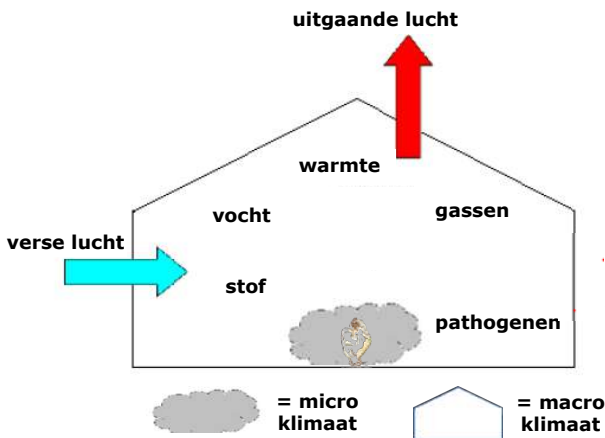 uitgaande lucht
warmte
vocht
gassen
verse lucht
stof
pathogenen
= micro
klimaat
= macro
klimaat